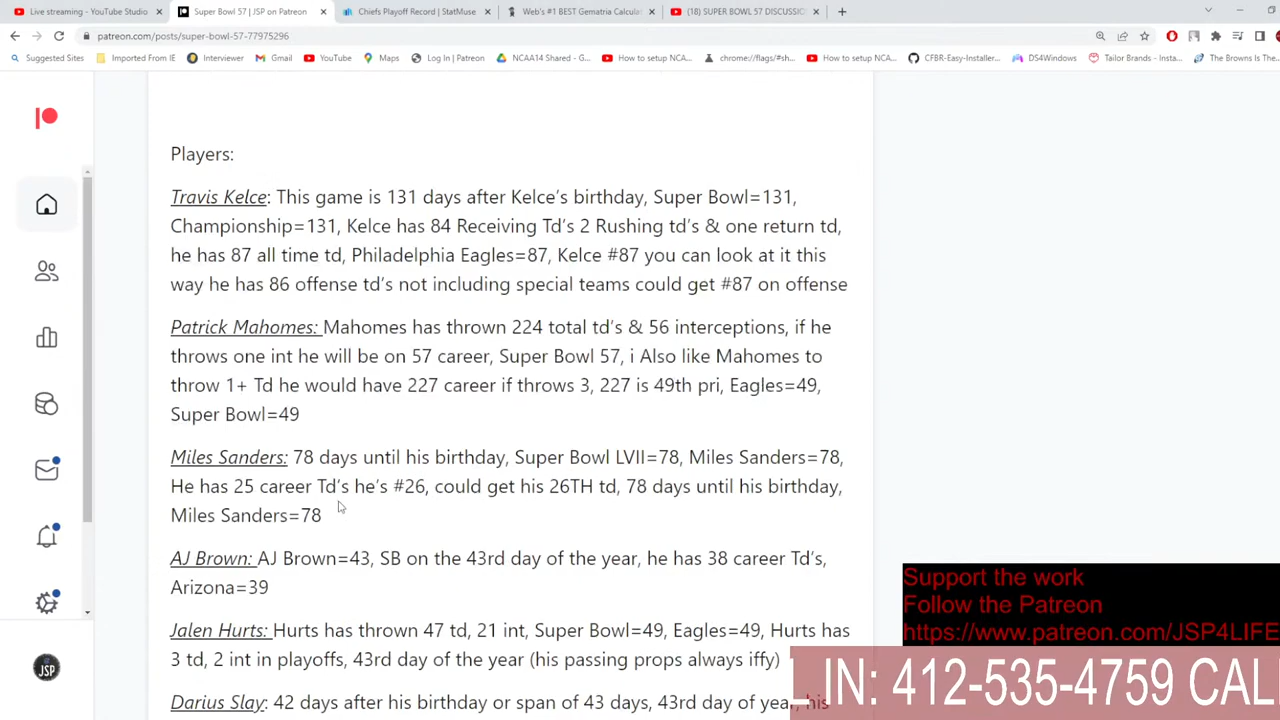 Live streaming - YouTube Studio
Super Bowl 57 | JSP on Patreon
Chiefs Playoff Record | StatMuse
Web's #1 BEST Gematria Calcula
(18) SUPER BOWL 57 DISCUSSIO
patreon.com/posts/super-bowl-57-77975296
Suggested Sites
Imported From IE
Interviewer
Gmail
YouTube
Maps
Log In | Patreon
NCAA14 Shared - G...
How to setup NCA...
chrome://flags/#sh...
How to setup NCA...
CFBR-Easy-Installer...
DS4Windows
Tailor Brands - Insta...
The Browns Is The...
Players:
Travis Kelce: This game is 131 days after Kelce's birthday, Super Bowl=131,
Championship=131, Kelce has 84 Receiving Td's 2 Rushing td's & one return td,
he has 87 all time td, Philadelphia Eagles=87, Kelce #87 you can look at it this
way he has 86 offense td's not including special teams could get #87 on offense
Patrick Mahomes: Mahomes has thrown 224 total td's & 56 interceptions, if he
throws one int he will be on 57 career, Super Bowl 57, i Also like Mahomes to
throw 1+ Td he would have 227 career if throws 3, 227 is 49th pri, Eagles=49,
Super Bowl=49
Miles Sanders: 78 days until his birthday, Super Bowl LVII=78, Miles Sanders=78,
He has 25 career Td's he's #26, could get his 26TH td, 78 days until his birthday,
Miles Sanders=78
AJ Brown: AJ Brown=43, SB on the 43rd day of the year, he has 38 career Td's,
Arizona=39
Jalen Hurts: Hurts has thrown 47 td, 21 int, Super Bowl=49, Eagles=49, Hurts has
3 td, 2 int in playoffs, 43rd day of the year (his passing props always iffy)
Darius Slay: 42 days after his birthday or span of 43 days, 43rd day of year, his
JSP
Support the work
Follow the Patreon
https://www.patreon.com/JSP4LIFE
IN: 412-535-4759 CAL